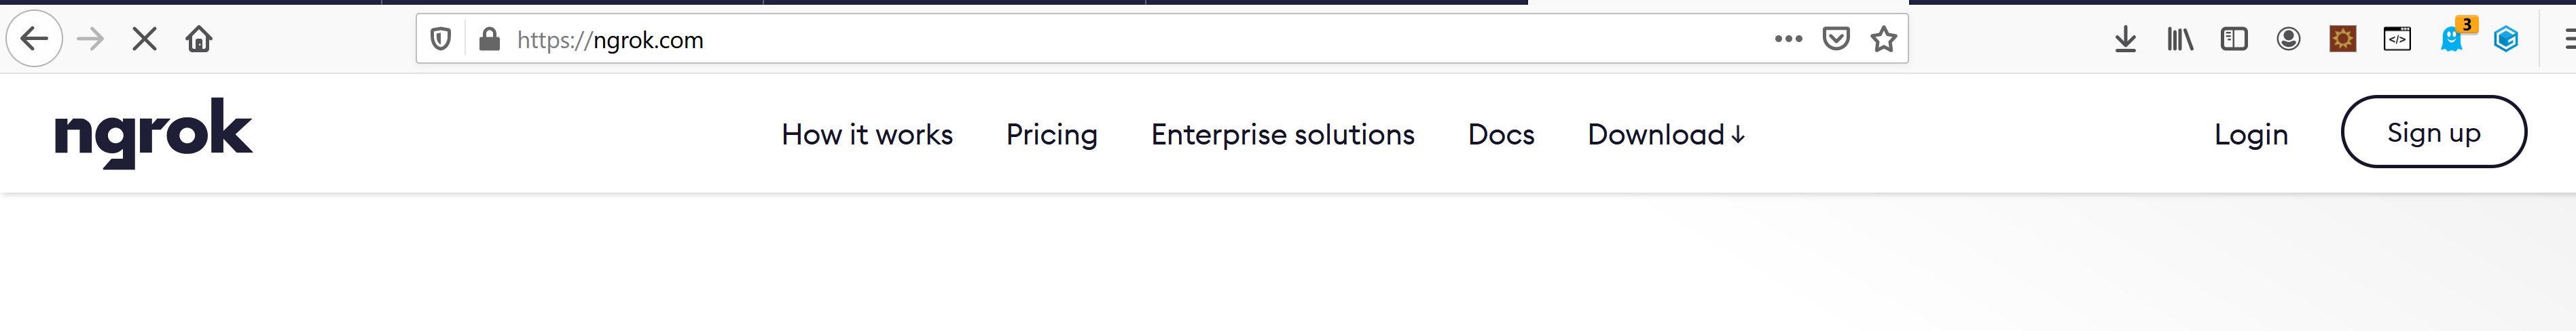 https://ngrok.com
3
</>
ngrok
How it works Pricing Enterprise solutions Docs Download↓
Login Sign up